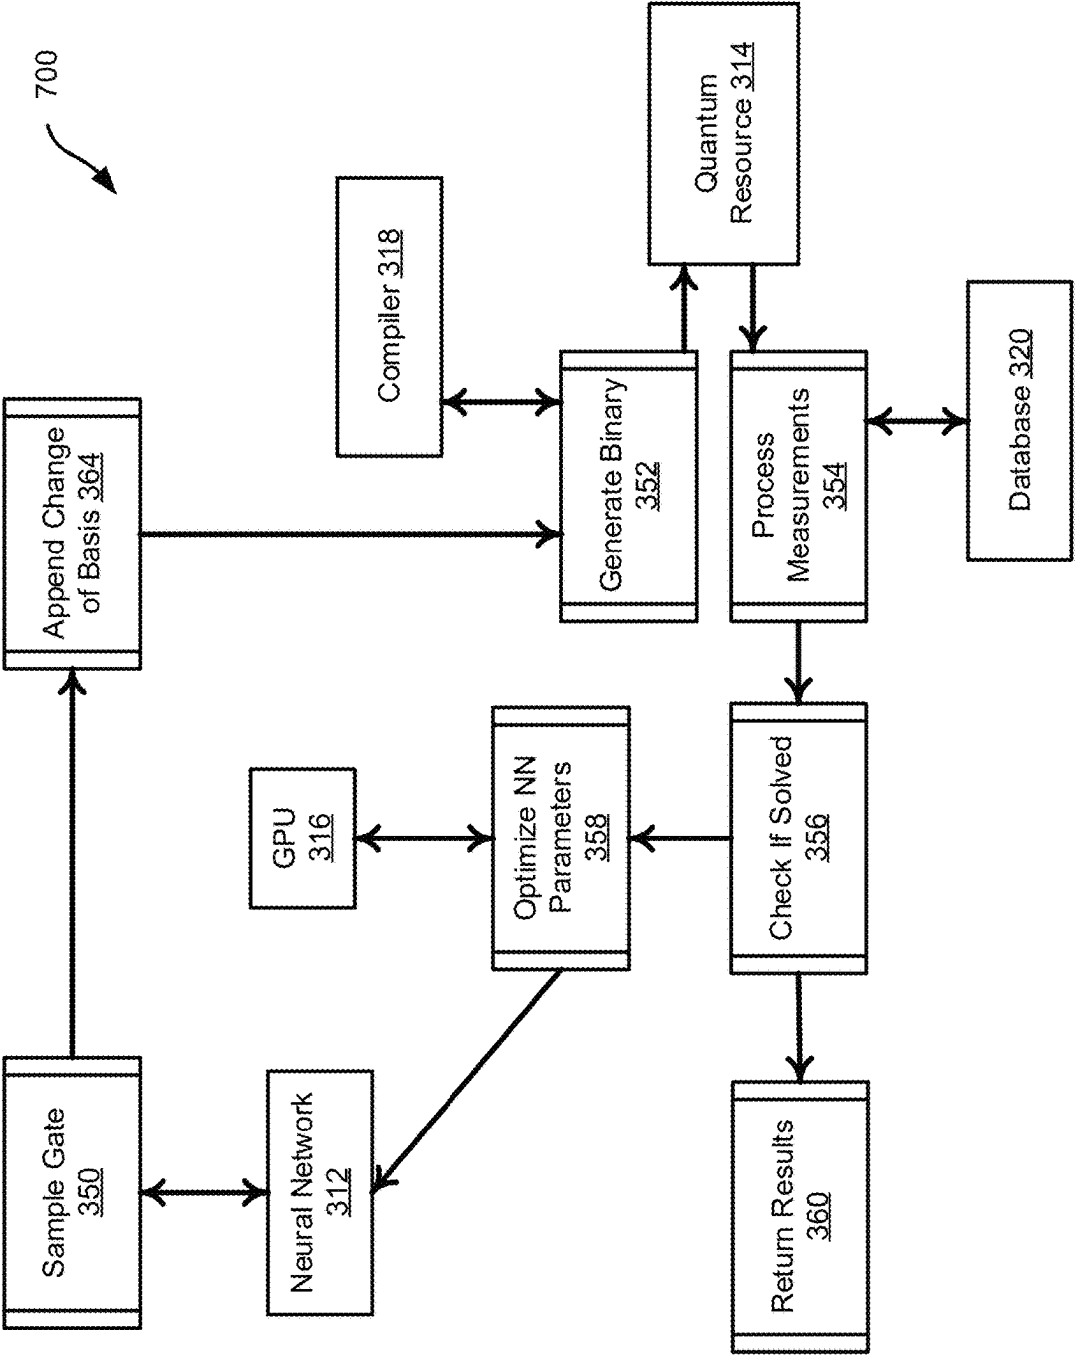 700
Sample Gate
350
Append Change
of Basis 364
Neural Network
312
GPU
316
Compiler 318
Optimize NN
Parameters
358
Generate Binary
352
Quantum
Resource 314
Return Results
360
Check If Solved
356
Process
Measurements
354
Database 320